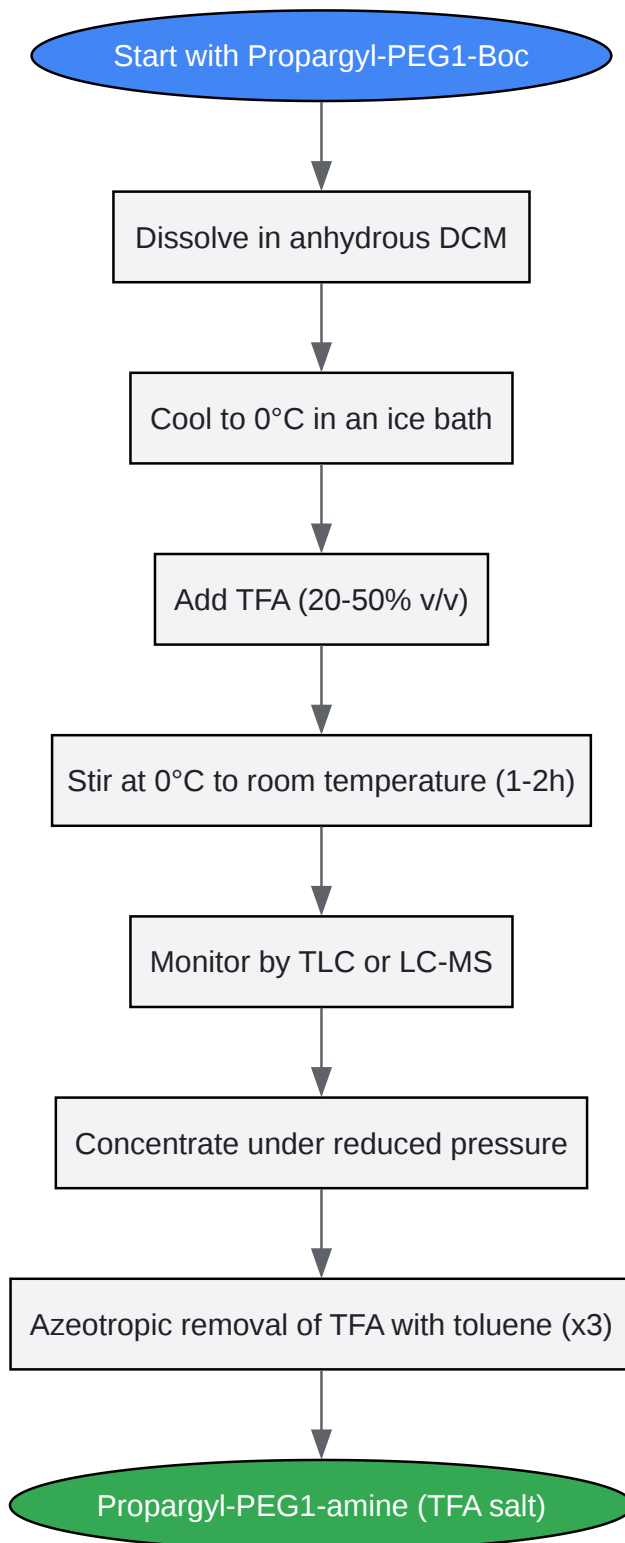 Start with Propargyl-PEG1-Boc
Dissolve in anhydrous DCM
Cool to 0°C in an ice bath
Add TFA (20-50% v/v)
Stir at 0°C to room temperature (1-2h)
Monitor by TLC or LC-MS
Concentrate under reduced pressure
Azeotropic removal of TFA with toluene (x3)
Propargyl-PEG1-amine (TFA salt)